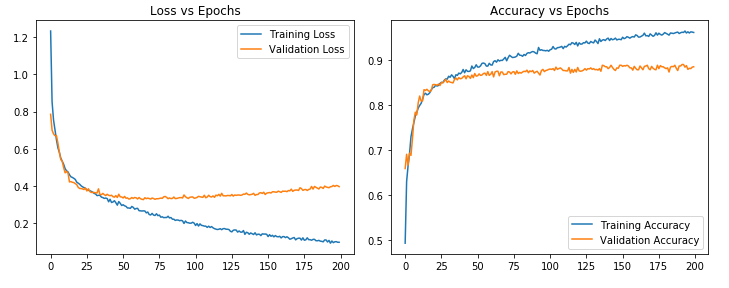 Loss vs Epochs
1.2
1.0
0.8
0.6
0.4
0.2
0 25 50 75 100 125 150 175 200
Training Loss
Validation Loss
Accuracy vs Epochs
0.9
0.8
0.7
0.6
0.5
0 25 50 75 100 125 150 175 200
Training Accuracy
Validation Accuracy